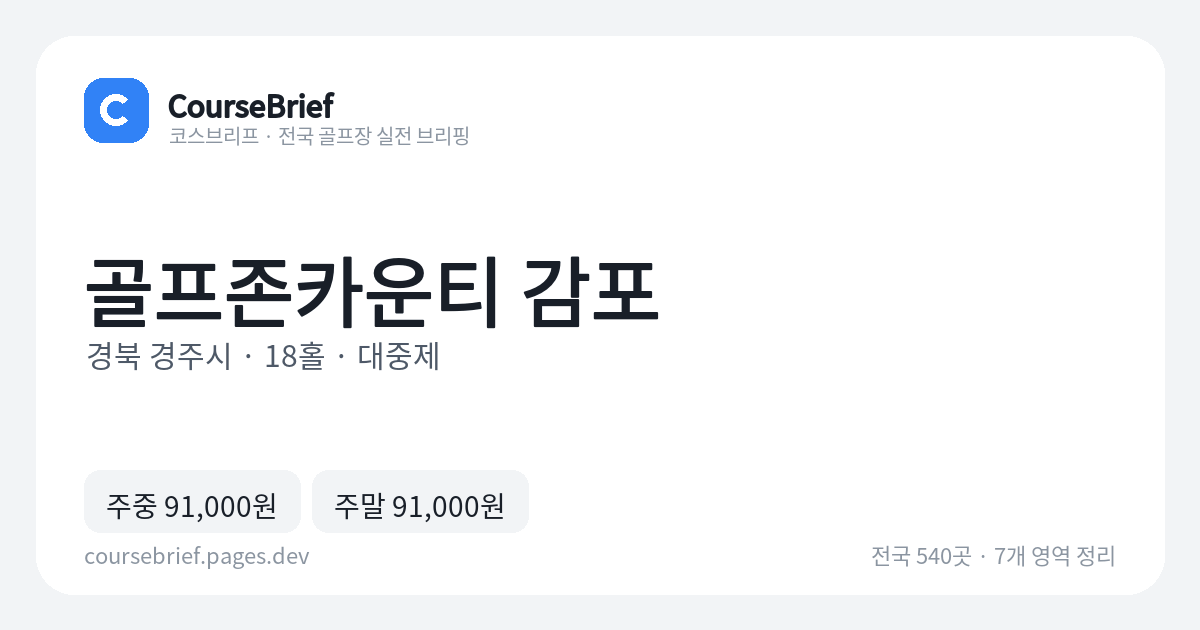 C
CourseBrief
코스브리프 · 전국 골프장 실전 브리핑
골프존카운티 감포
경북 경주시 · 18홀 · 대중제
주중 91,000원 주말 91,000원
coursebrief.pages.dev 전국 540곳 · 7개 영역 정리